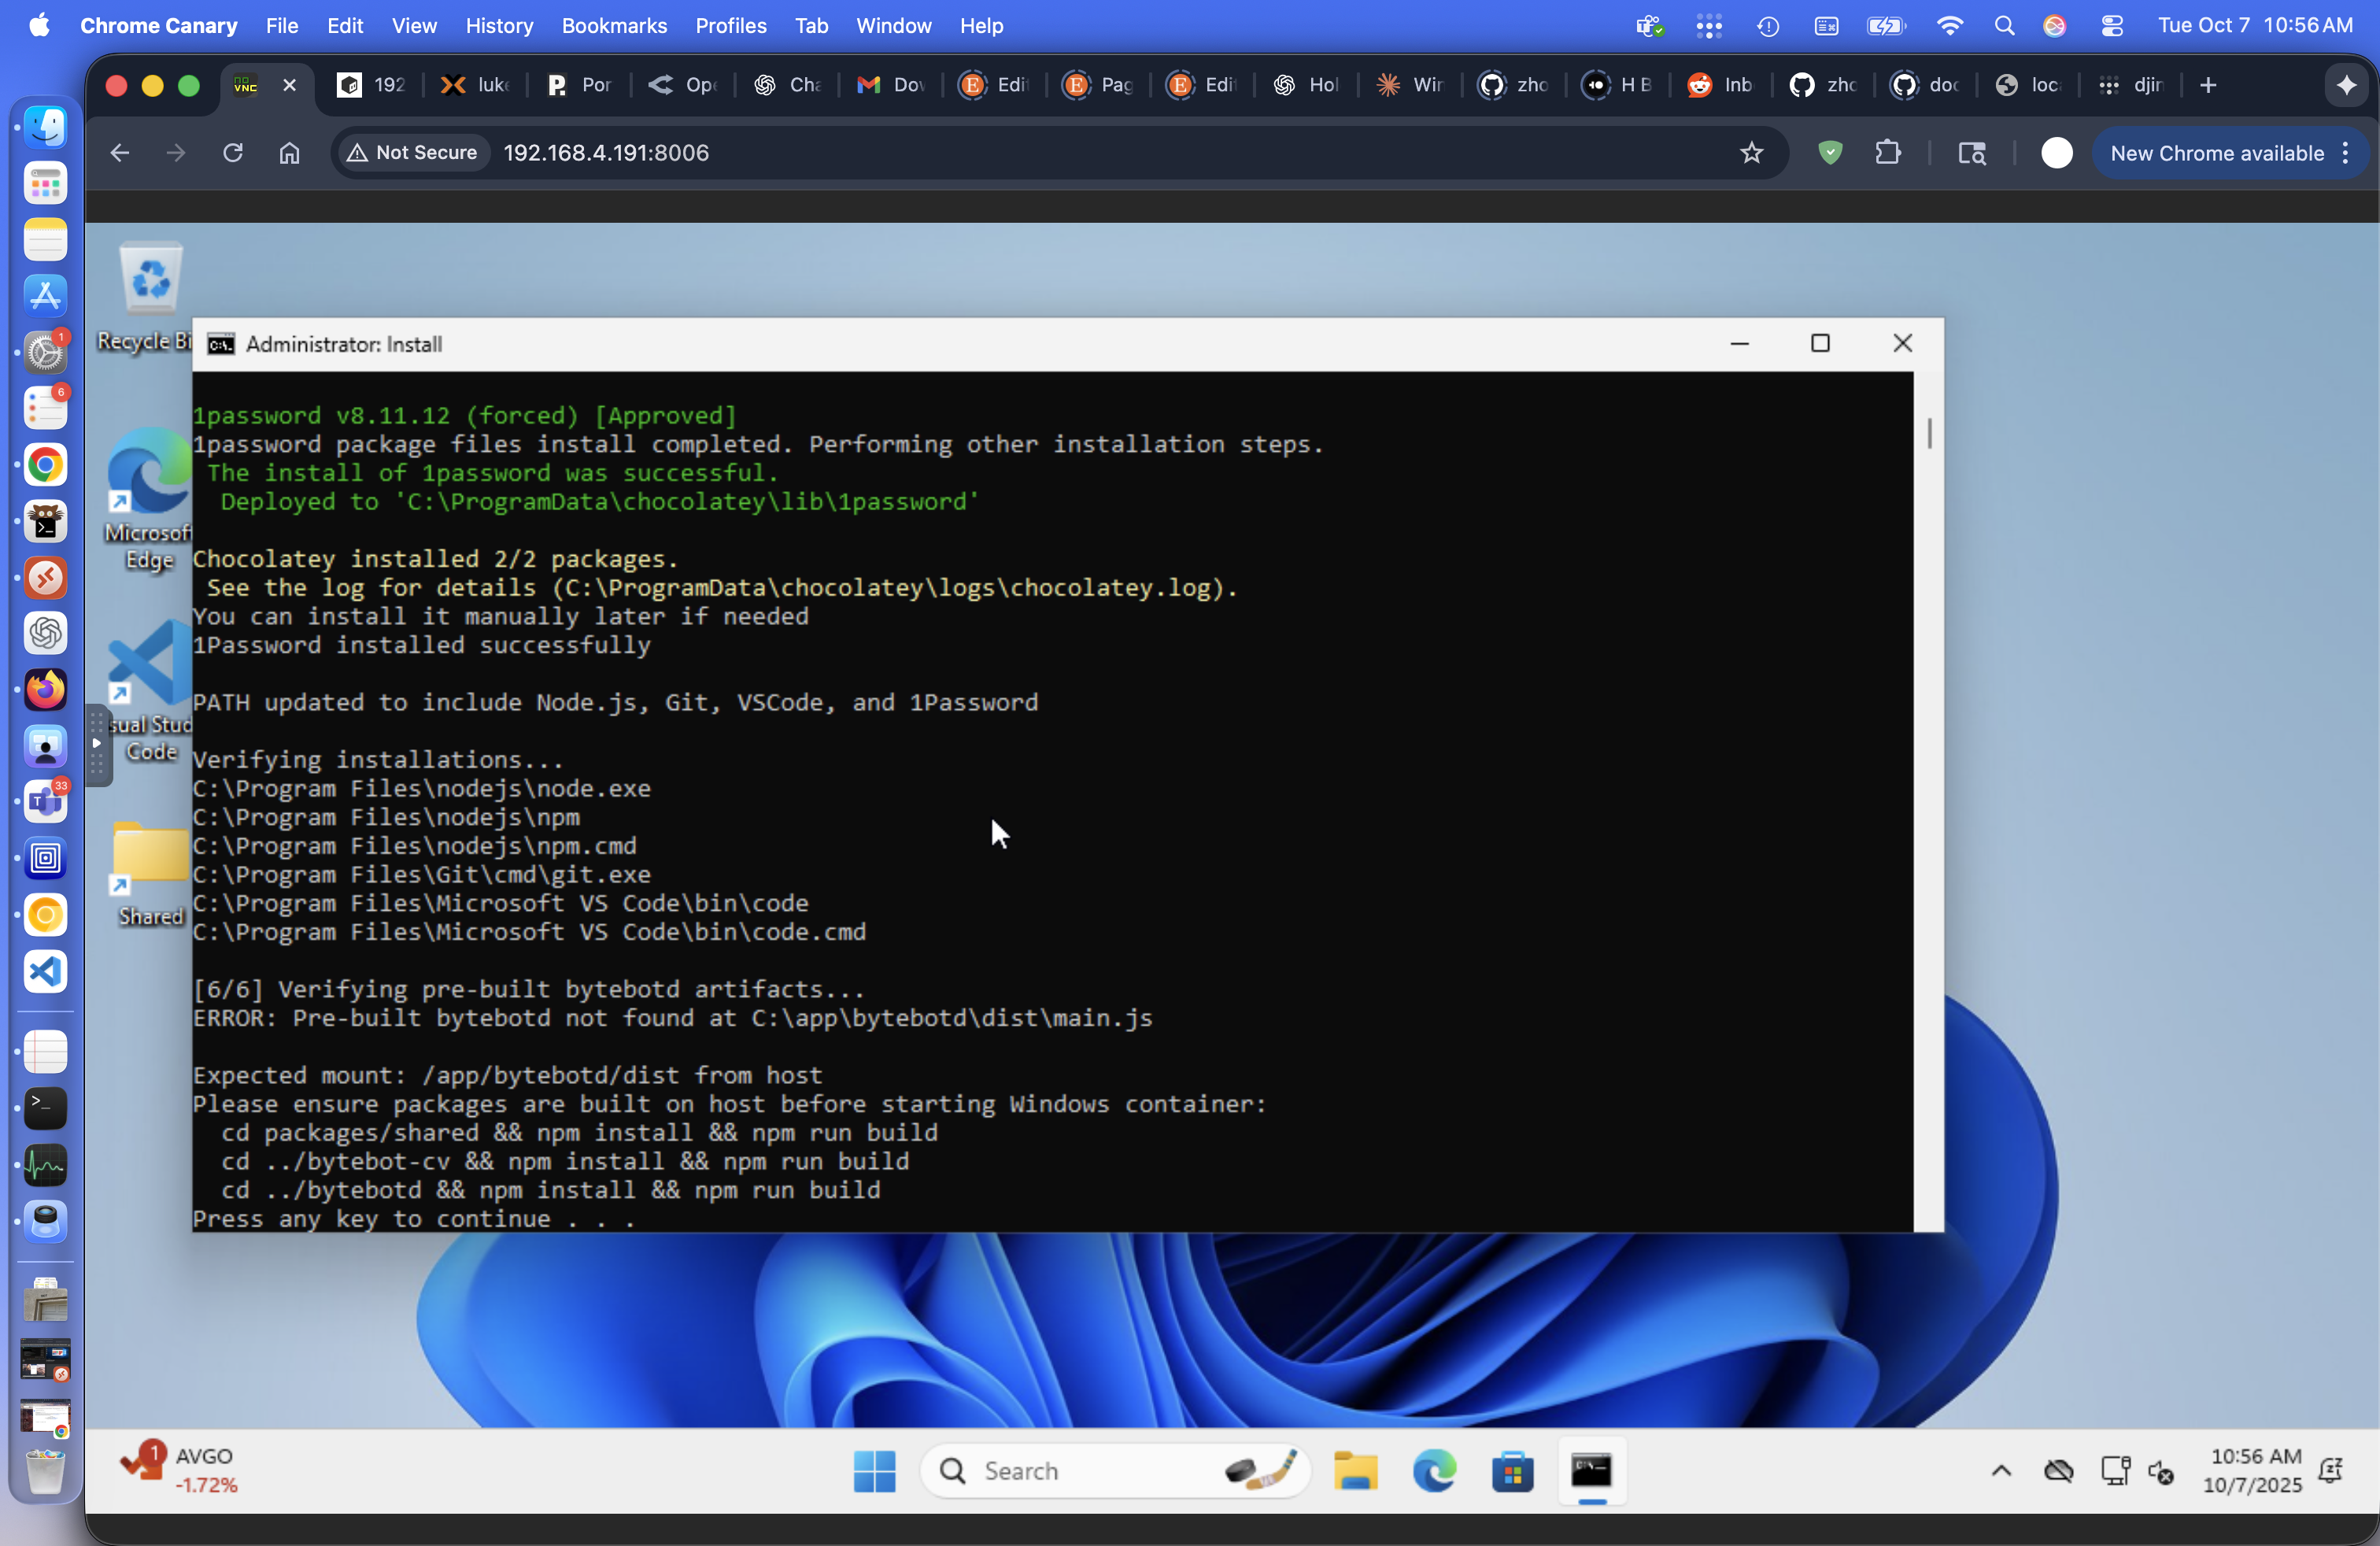 Chrome Canary File Edit View History Bookmarks Profiles Tab Window Help Tue Oct 7 10:56 AM
192 luke Por Ope Cha Dov Edi Pag Edi Hol Win zho H B Inb zhc doc loc djin
Not Secure 192.168.4.191:8006 New Chrome available
Recycle Bi
Administrator: Install
1password v8.11.12 (forced) [Approved]
1password package files install completed. Performing other installation steps.
The install of 1password was successful.
Deployed to 'C:\ProgramData\chocolatey\lib\1password'
Chocolatey installed 2/2 packages.
See the log for details (C:\ProgramData\chocolatey\logs\chocolatey.log).
You can install it manually later if needed
1Password installed successfully
PATH updated to include Node.js, Git, VSCode, and 1Password
Verifying installations...
C:\Program Files\nodejs\node.exe
C:\Program Files\nodejs\npm
C:\Program Files\nodejs\npm.cmd
C:\Program Files\Git\cmd\git.exe
C:\Program Files\Microsoft VS Code\bin\code
C:\Program Files\Microsoft VS Code\bin\code.cmd
[6/6] Verifying pre-built bytebotd artifacts...
ERROR: Pre-built bytebotd not found at C:\app\bytebotd\dist\main.js
Expected mount: /app/bytebotd/dist from host
Please ensure packages are built on host before starting Windows container:
cd packages/shared && npm install && npm run build
cd ../bytebot-cv && npm install && npm run build
cd ../bytebotd && npm install && npm run build
Press any key to continue . . .
Microsof
Edge
sual Stud
Code
Shared
1
6
33
1 AVGO
-1.72%
Search
10:56 AM
10/7/2025